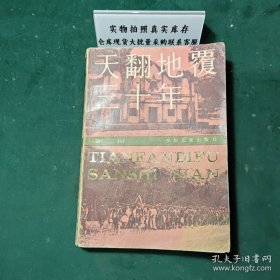 实物拍照真实库存
仓库现货大批量采购联系客服
天翻地覆
三十年
TIANFANDIFU
SANSHINIAN
孔夫子旧书网